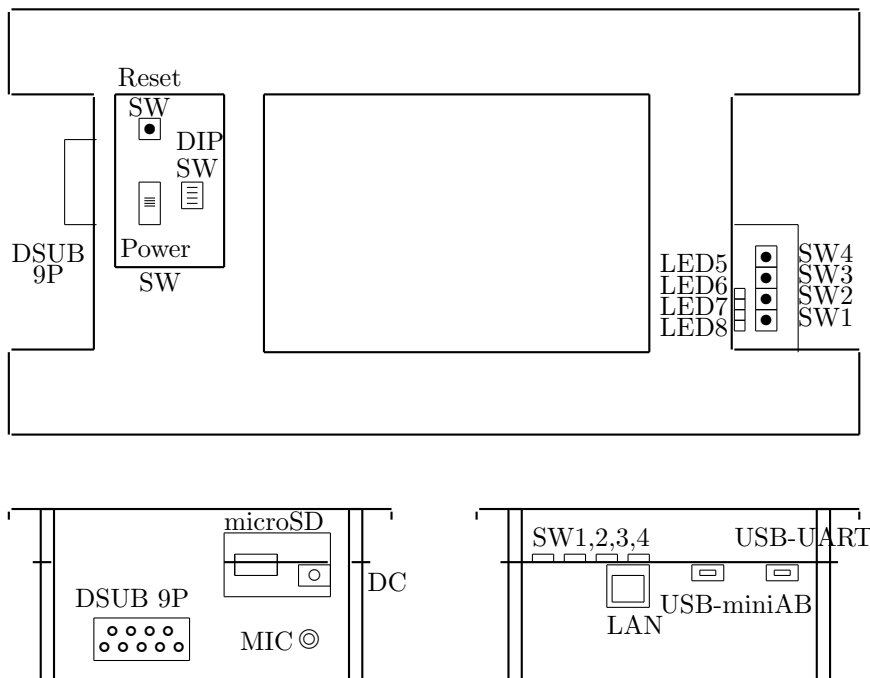 Reset
SW
DIP
SW
DSUB
9P
Power
SW
LED5
LED6
LED7
LED8
SW4
SW3
SW2
SW1
microSD
DC
DSUB 9P
MIC
SW1,2,3,4
USB-UART
USB-miniAB
LAN